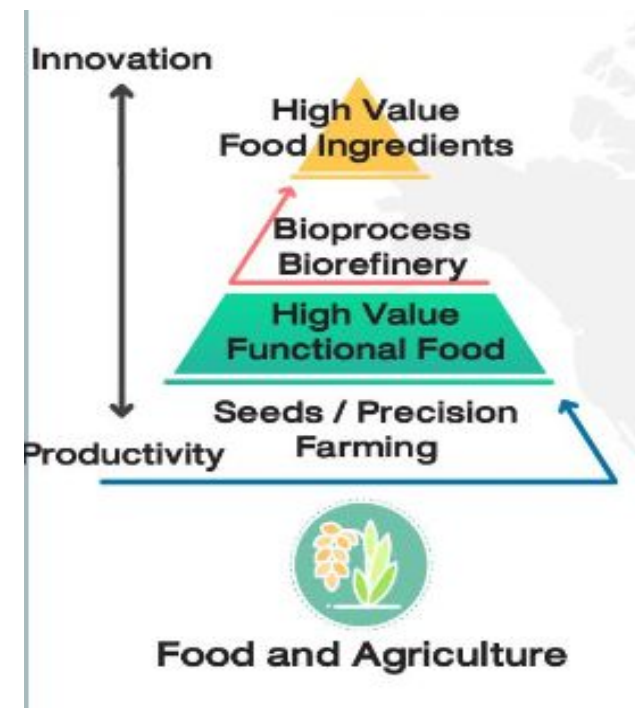 Innovation
High Value
Food Ingredients
Bioprocess
Biorefinery
High Value
Functional Food
Seeds / Precision
Farming
Productivity
Food and Agriculture